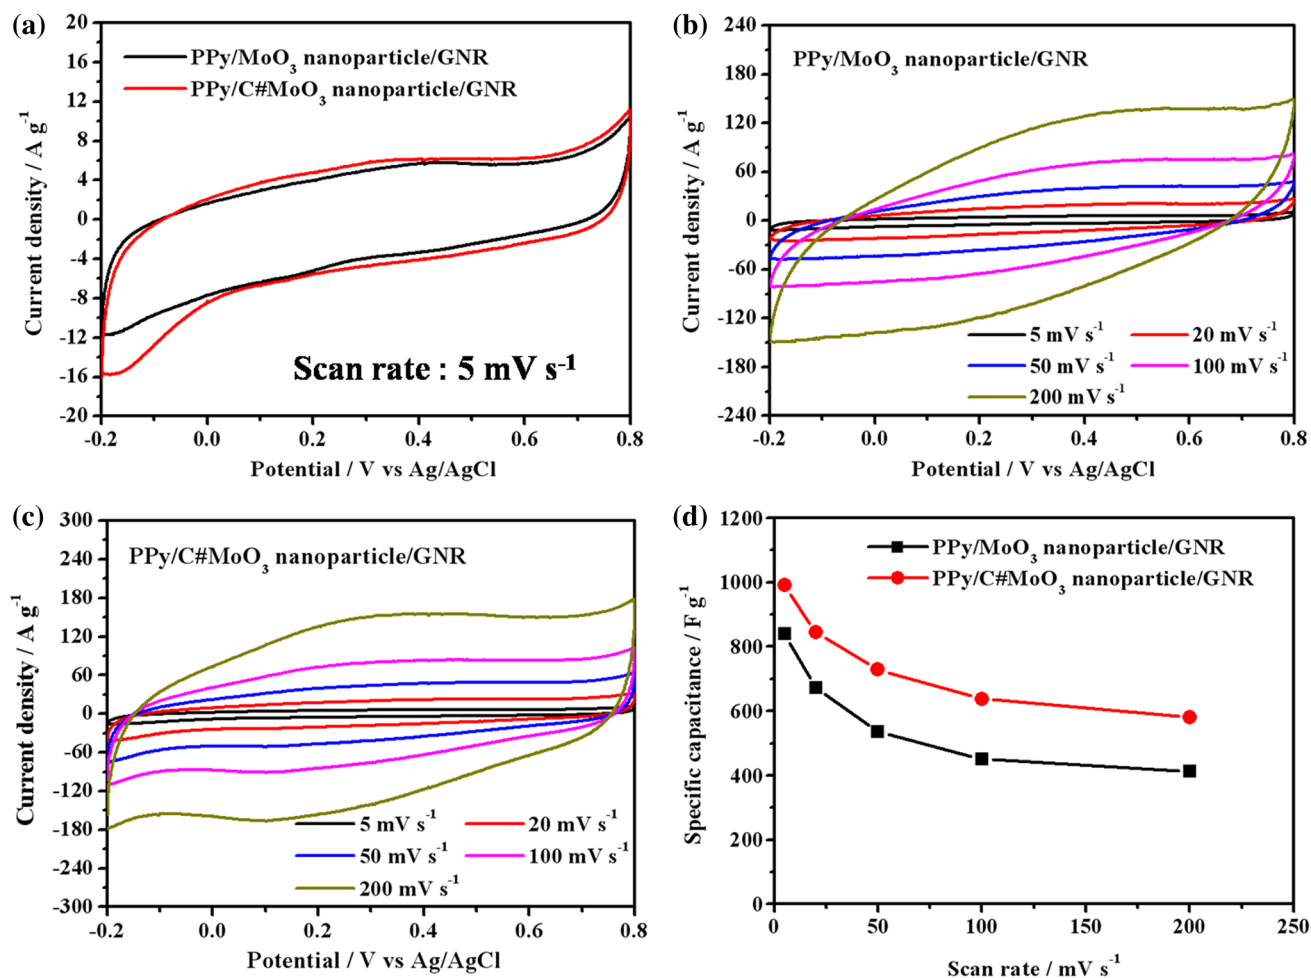 (a)
20
16
12
8
4
0
-4
-8
-12
-16
-20
Current density / A g⁻¹
PPy/MoO₃ nanoparticle/GNR
PPy/C#MoO₃ nanoparticle/GNR
Scan rate : 5 mV s⁻¹
-0.2 0.0 0.2 0.4 0.6 0.8
Potential / V vs Ag/AgCl
(b)
240
180
120
60
0
-60
-120
-180
-240
Current density / A g⁻¹
PPy/MoO₃ nanoparticle/GNR
5 mV s⁻¹ 20 mV s⁻¹
50 mV s⁻¹ 100 mV s⁻¹
200 mV s⁻¹
-0.2 0.0 0.2 0.4 0.6 0.8
Potential / V vs Ag/AgCl
(c)
300
240
180
120
60
0
-60
-120
-180
-240
-300
Current density / A g⁻¹
PPy/C#MoO₃ nanoparticle/GNR
5 mV s⁻¹ 20 mV s⁻¹
50 mV s⁻¹ 100 mV s⁻¹
200 mV s⁻¹
-0.2 0.0 0.2 0.4 0.6 0.8
Potential / V vs Ag/AgCl
(d)
1200
1000
800
600
400
200
0
Specific capacitance / F g⁻¹
PPy/MoO₃ nanoparticle/GNR
PPy/C#MoO₃ nanoparticle/GNR
0 50 100 150 200 250
Scan rate / mV s⁻¹